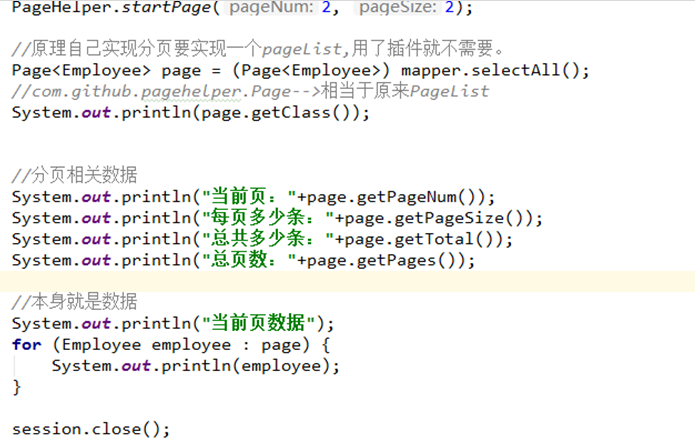 PageHelper.startPage( pageNum: 2, pageSize: 2);
//原理自己实现分页要实现一个pageList,用了插件就不需要。
Page<Employee> page = (Page<Employee>) mapper.selectAll();
//com.github.pagehelper.Page-->相当于原来PageList
System.out.println(page.getClass());
//分页相关数据
System.out.println("当前页："+page.getPageNum());
System.out.println("每页多少条："+page.getPageSize());
System.out.println("总共多少条："+page.getTotal());
System.out.println("总页数："+page.getPages());
//本身就是数据
System.out.println("当前页数据");
for (Employee employee : page) {
    System.out.println(employee);
}
session.close();